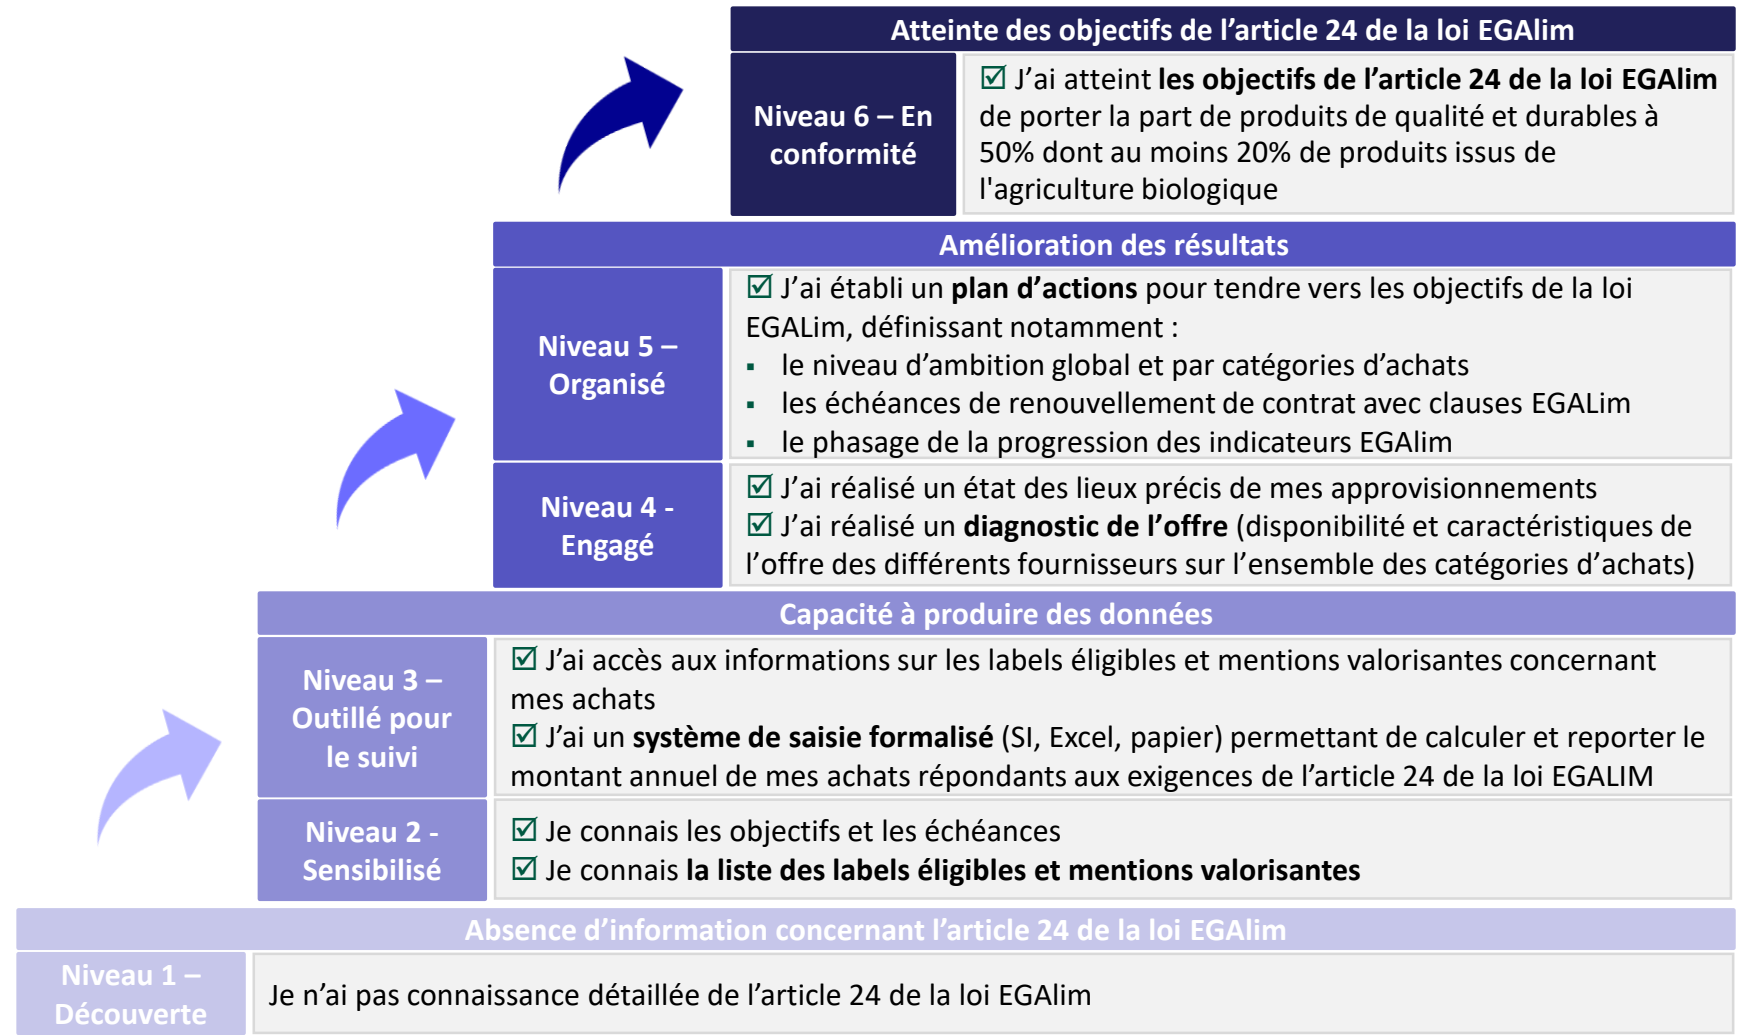 Atteinte des objectifs de l’article 24 de la loi EGAlim
Niveau 6 – En
conformité
☑ J’ai atteint les objectifs de l’article 24 de la loi EGAlim
de porter la part de produits de qualité et durables à
50% dont au moins 20% de produits issus de
l'agriculture biologique
Amélioration des résultats
Niveau 5 –
Organisé
☑ J’ai établi un plan d’actions pour tendre vers les objectifs de la loi
EGALim, définissant notamment :
▪ le niveau d’ambition global et par catégories d’achats
▪ les échéances de renouvellement de contrat avec clauses EGALim
▪ le phasage de la progression des indicateurs EGAlim
Niveau 4 -
Engagé
☑ J’ai réalisé un état des lieux précis de mes approvisionnements
☑ J’ai réalisé un diagnostic de l’offre (disponibilité et caractéristiques de
l’offre des différents fournisseurs sur l’ensemble des catégories d’achats)
Capacité à produire des données
Niveau 3 –
Outillé pour
le suivi
☑ J’ai accès aux informations sur les labels éligibles et mentions valorisantes concernant
mes achats
☑ J’ai un système de saisie formalisé (SI, Excel, papier) permettant de calculer et reporter le
montant annuel de mes achats répondants aux exigences de l’article 24 de la loi EGALIM
Niveau 2 -
Sensibilisé
☑ Je connais les objectifs et les échéances
☑ Je connais la liste des labels éligibles et mentions valorisantes
Absence d’information concernant l’article 24 de la loi EGAlim
Niveau 1 –
Découverte
Je n’ai pas connaissance détaillée de l’article 24 de la loi EGAlim